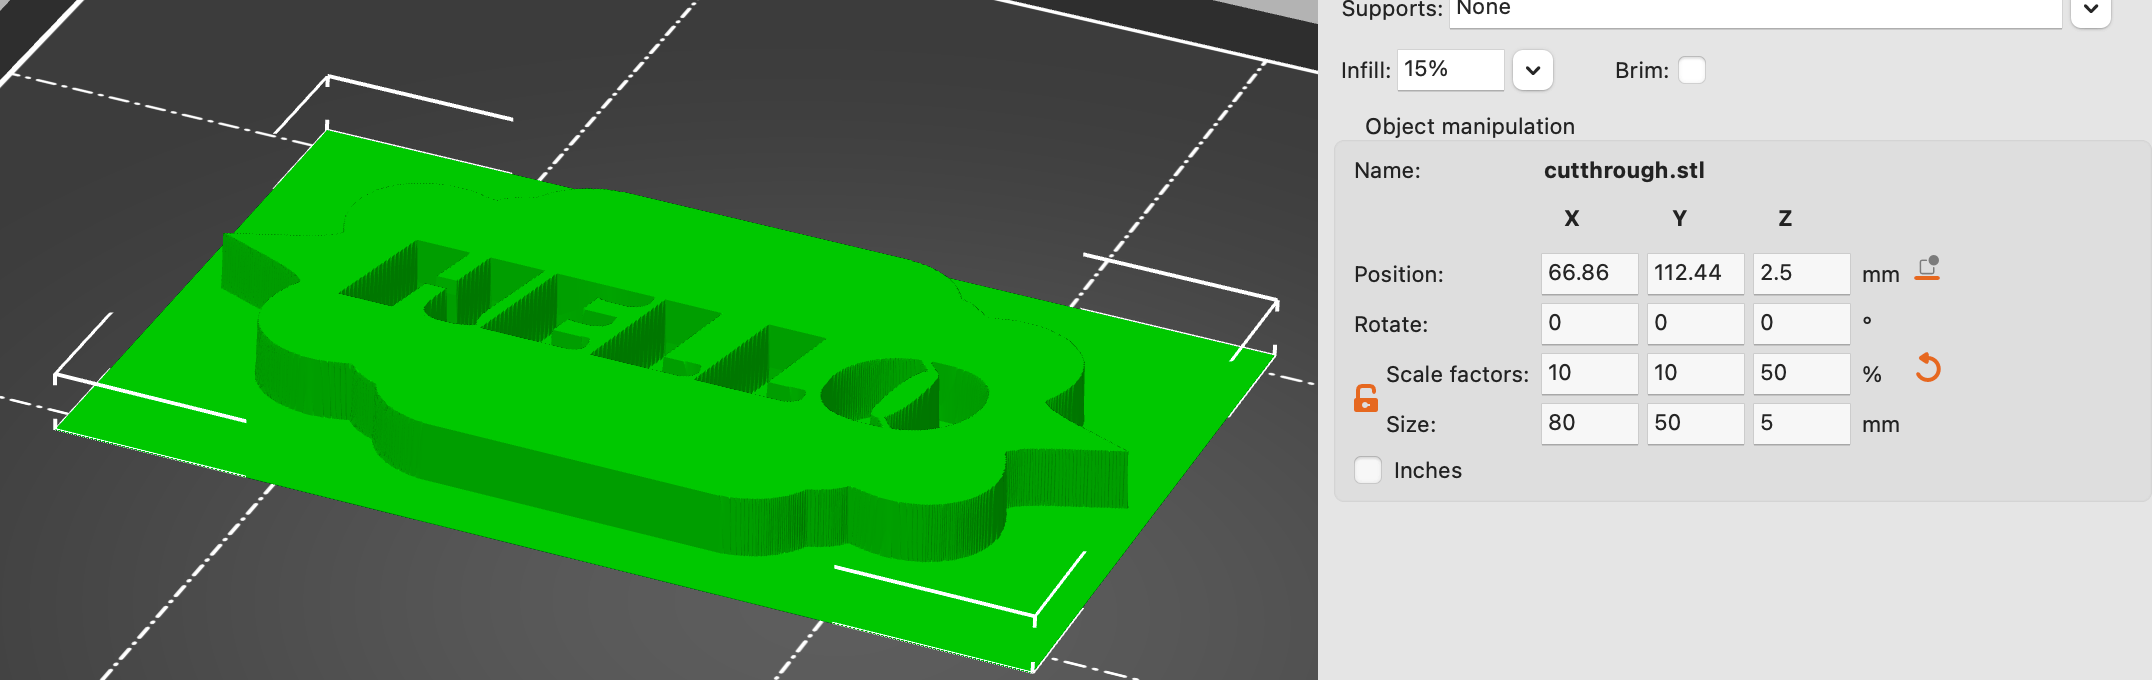 Supports: None
Infill: 15% Brim:
Object manipulation
Name: cutthrough.stl
X Y Z
Position: 66.86 112.44 2.5 mm
Rotate: 0 0 0 °
Scale factors: 10 10 50 %
Size: 80 50 5 mm
Inches
HELLO